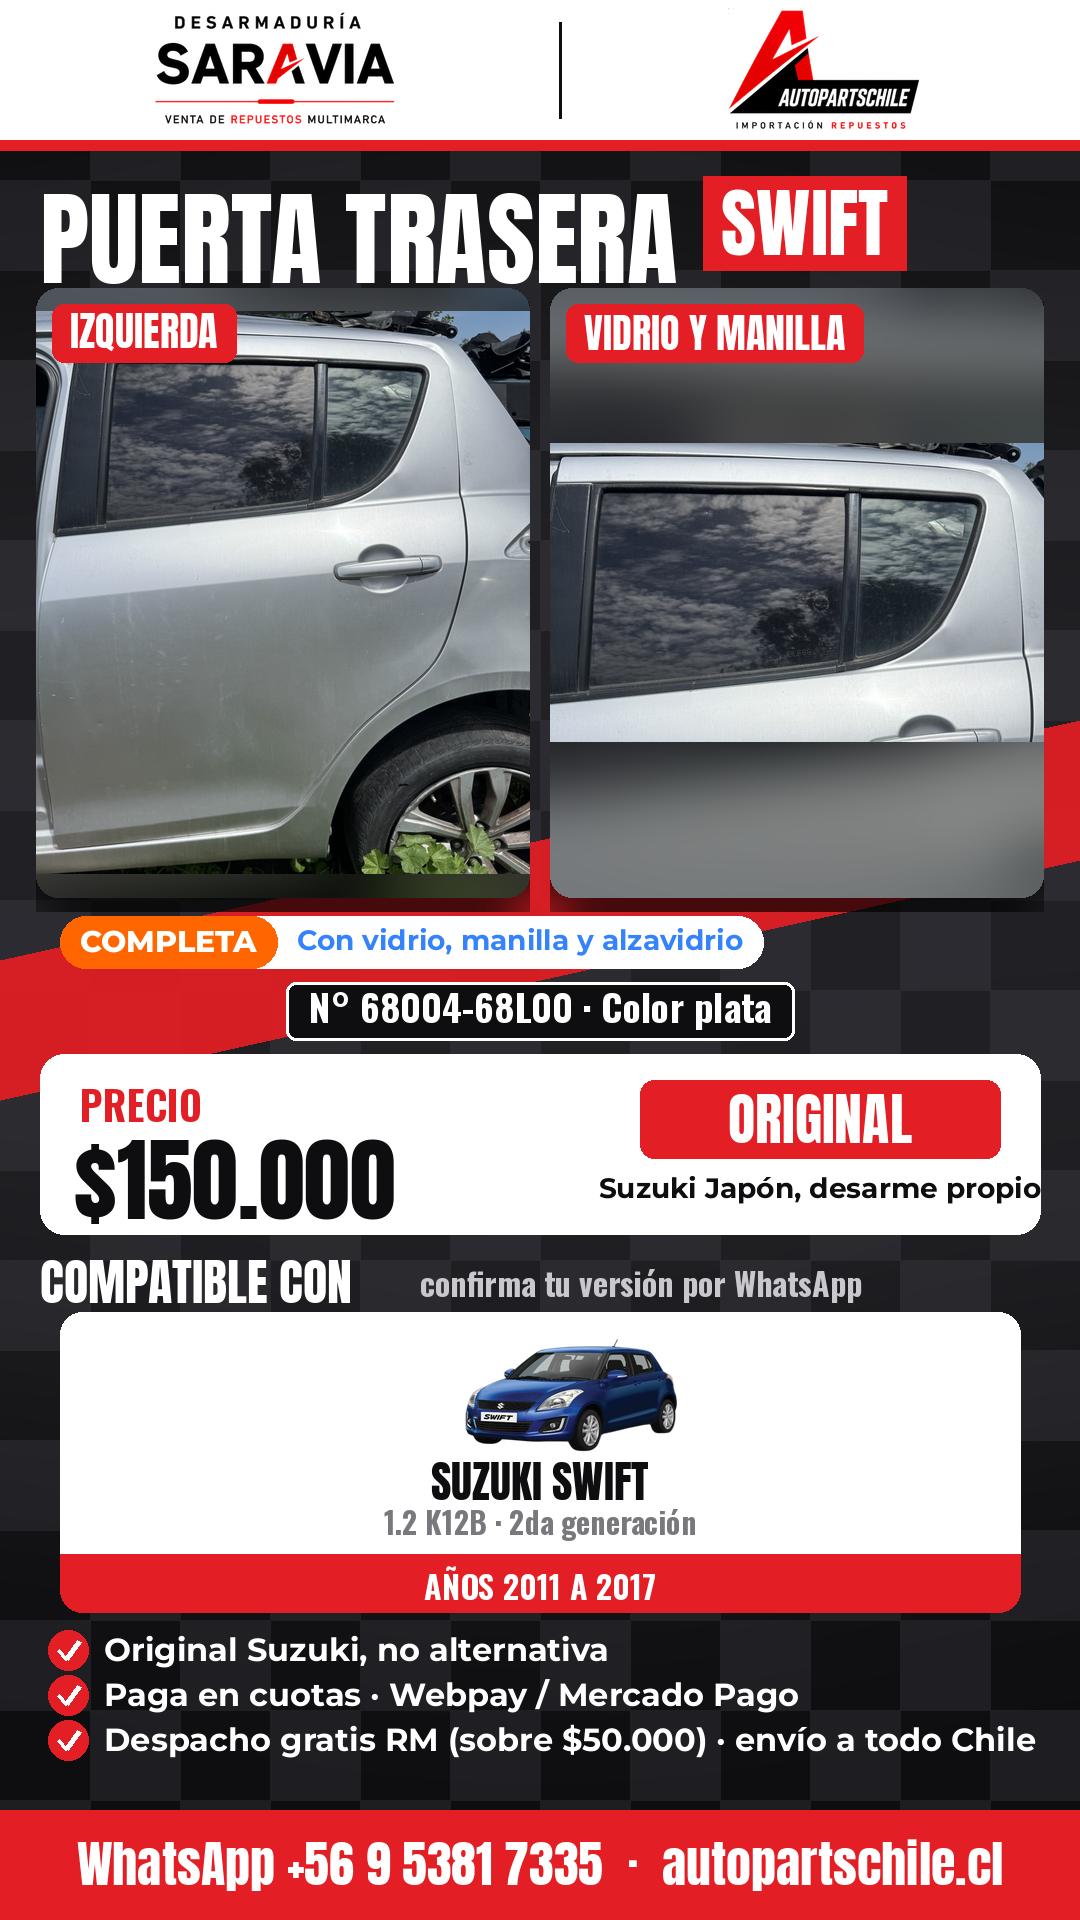 DESARMADURÍA
SARAVIA
VENTA DE REPUESTOS MULTIMARCA
AUTOPARTSCHILE
IMPORTACIÓN REPUESTOS
PUERTA TRASERA SWIFT
IZQUIERDA
VIDRIO Y MANILLA
COMPLETA Con vidrio, manilla y alzavidrio
N° 68004-68L00 · Color plata
PRECIO
$150.000
ORIGINAL
Suzuki Japón, desarme propio
COMPATIBLE CON confirma tu versión por WhatsApp
SWIFT
SUZUKI SWIFT
1.2 K12B · 2da generación
AÑOS 2011 A 2017
Original Suzuki, no alternativa
Paga en cuotas · Webpay / Mercado Pago
Despacho gratis RM (sobre $50.000) · envío a todo Chile
WhatsApp +56 9 5381 7335 · autopartschile.cl